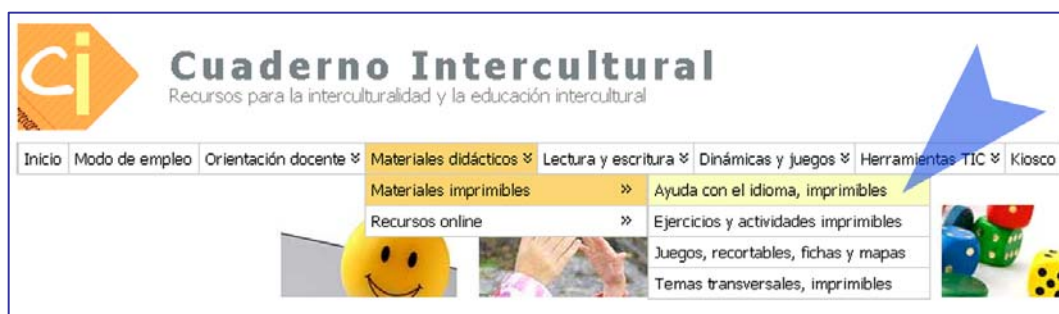 ci
Cuaderno Intercultural
Recursos para la interculturalidad y la educación intercultural
Inicio Modo de empleo Orientación docente Materiales didácticos Lectura y escritura Dinámicas y juegos Herramientas TIC Kiosco
Materiales imprimibles » Ayuda con el idioma, imprimibles
Recursos online » Ejercicios y actividades imprimibles
Juegos, recortables, fichas y mapas
Temas transversales, imprimibles